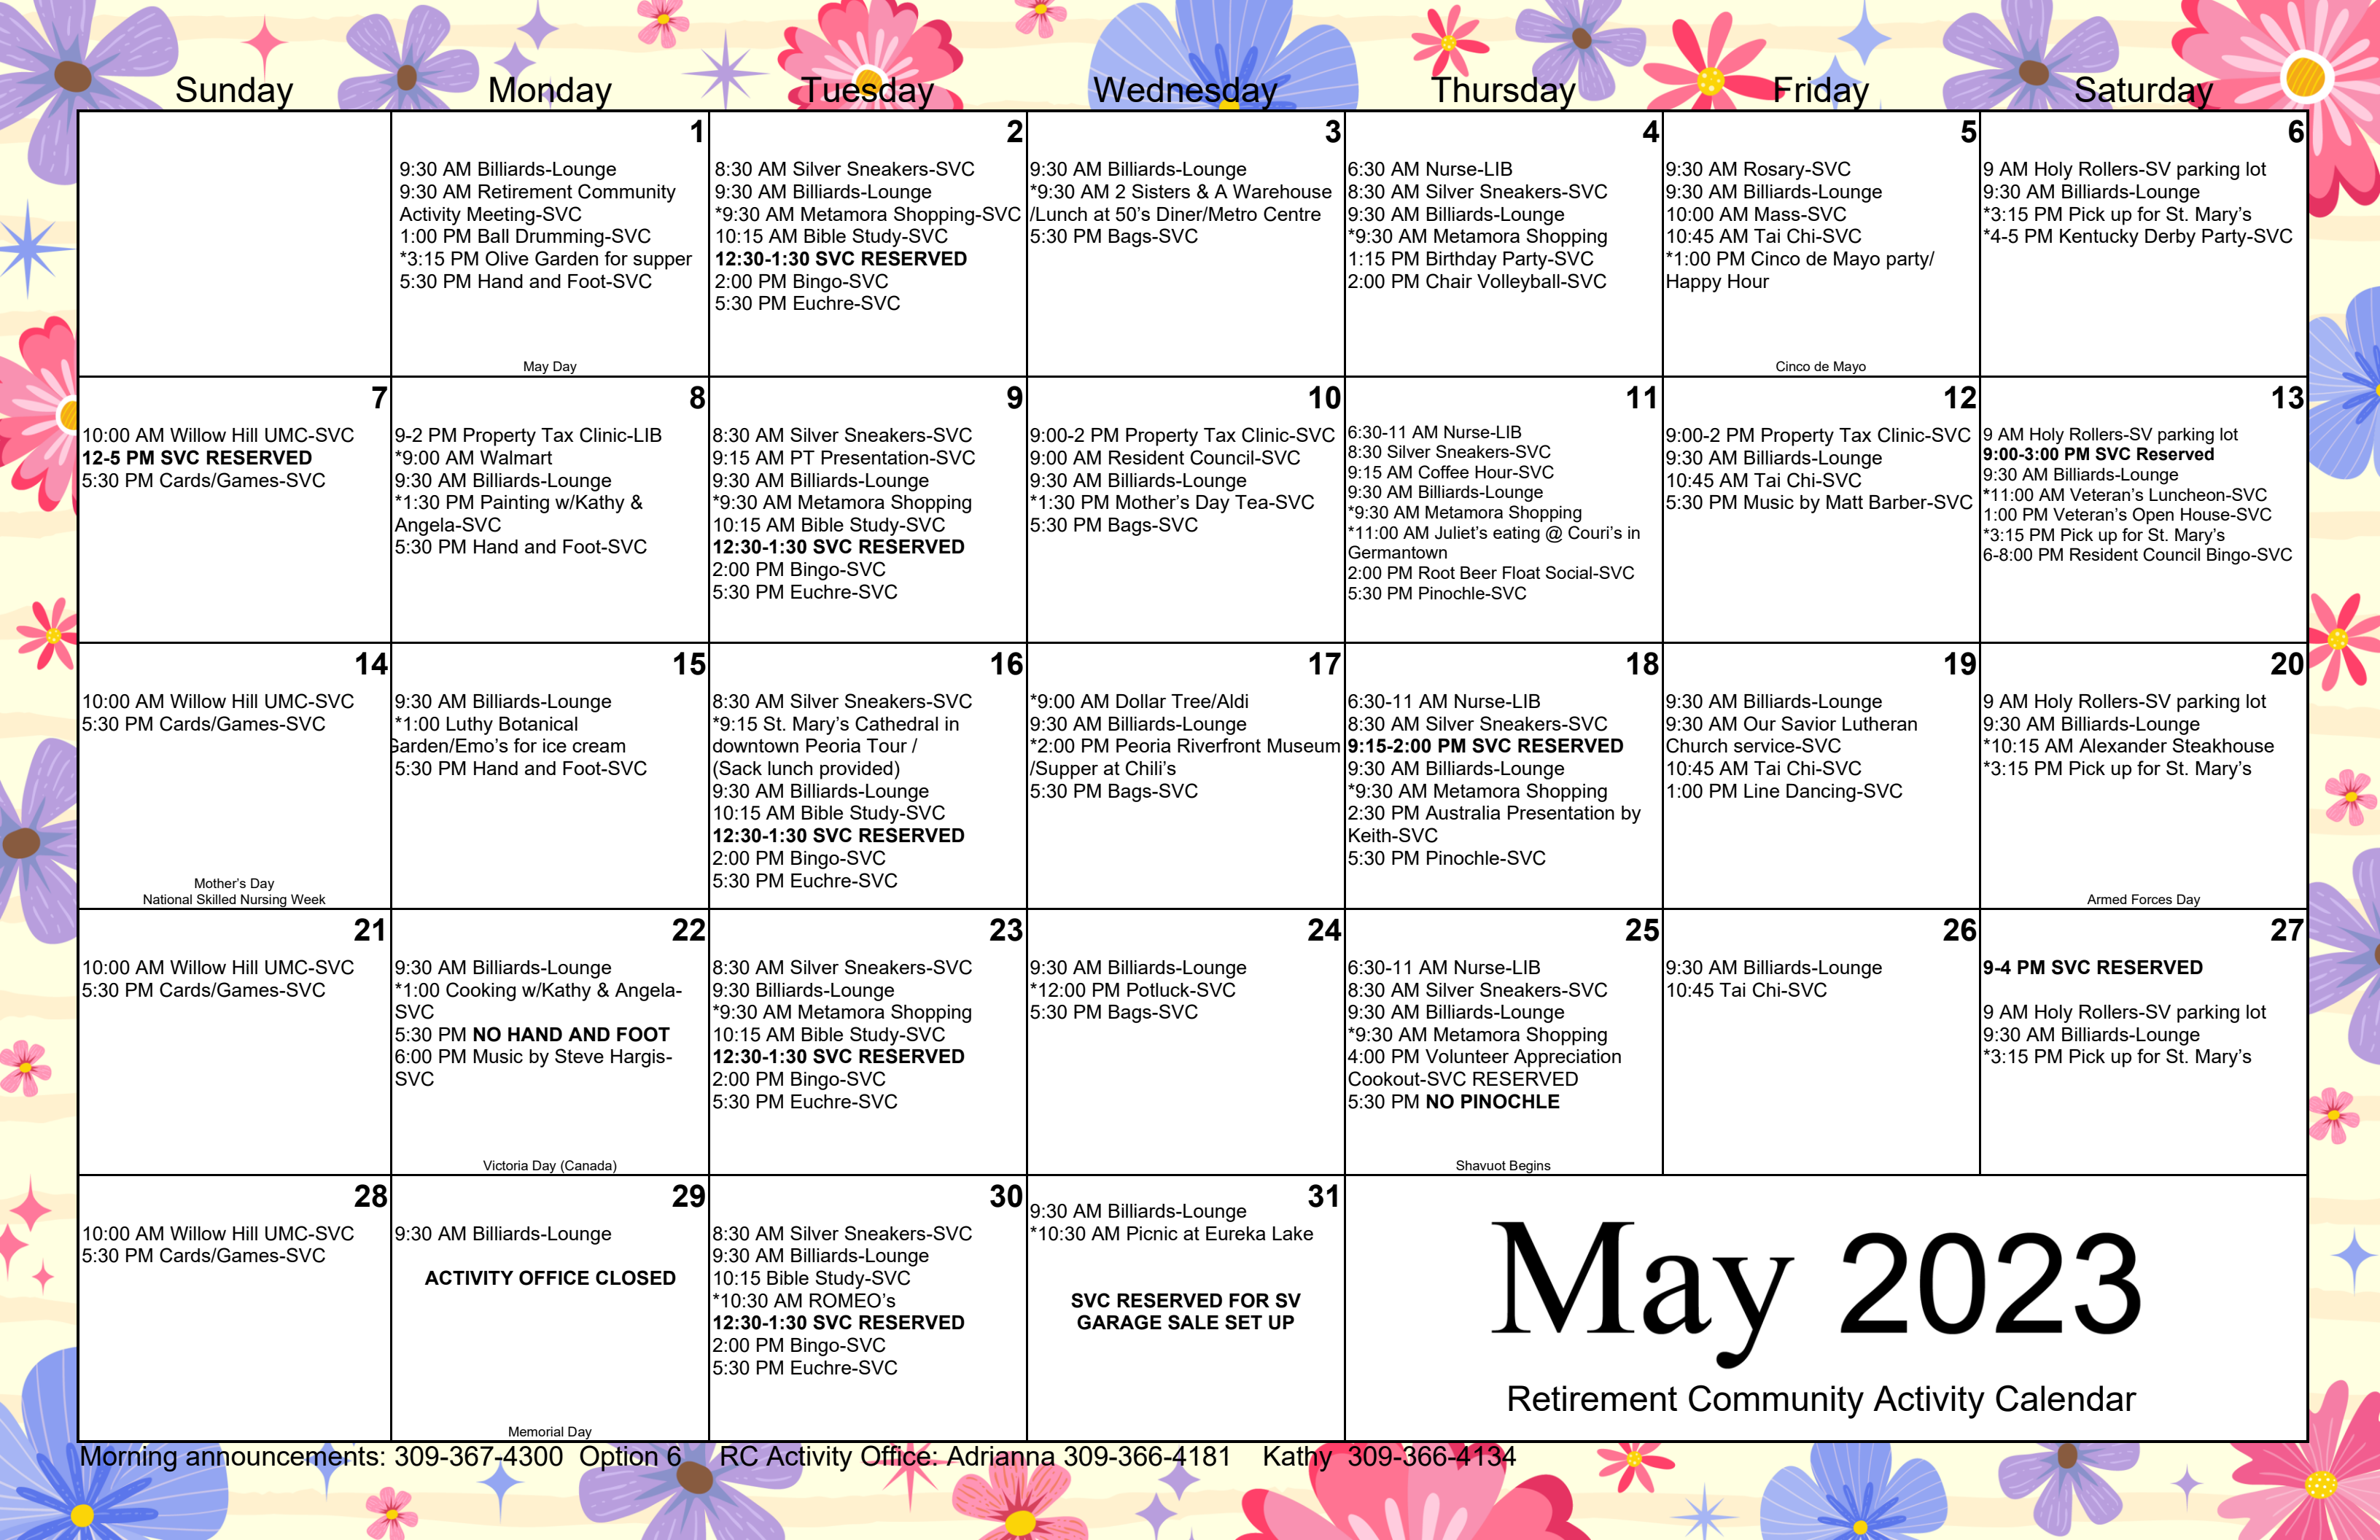 Sunday Monday Tuesday Wednesday Thursday Friday Saturday
1
9:30 AM Billiards-Lounge
9:30 AM Retirement Community
Activity Meeting-SVC
1:00 PM Ball Drumming-SVC
*3:15 PM Olive Garden for supper
5:30 PM Hand and Foot-SVC
May Day
2
8:30 AM Silver Sneakers-SVC
9:30 AM Billiards-Lounge
*9:30 AM Metamora Shopping-SVC
10:15 AM Bible Study-SVC
12:30-1:30 SVC RESERVED
2:00 PM Bingo-SVC
5:30 PM Euchre-SVC
3
9:30 AM Billiards-Lounge
*9:30 AM 2 Sisters & A Warehouse
/Lunch at 50’s Diner/Metro Centre
5:30 PM Bags-SVC
4
6:30 AM Nurse-LIB
8:30 AM Silver Sneakers-SVC
9:30 AM Billiards-Lounge
*9:30 AM Metamora Shopping
1:15 PM Birthday Party-SVC
2:00 PM Chair Volleyball-SVC
5
9:30 AM Rosary-SVC
9:30 AM Billiards-Lounge
10:00 AM Mass-SVC
10:45 AM Tai Chi-SVC
*1:00 PM Cinco de Mayo party/
Happy Hour
Cinco de Mayo
6
9 AM Holy Rollers-SV parking lot
9:30 AM Billiards-Lounge
*3:15 PM Pick up for St. Mary’s
*4-5 PM Kentucky Derby Party-SVC
7
10:00 AM Willow Hill UMC-SVC
12-5 PM SVC RESERVED
5:30 PM Cards/Games-SVC
8
9-2 PM Property Tax Clinic-LIB
*9:00 AM Walmart
9:30 AM Billiards-Lounge
*1:30 PM Painting w/Kathy &
Angela-SVC
5:30 PM Hand and Foot-SVC
9
8:30 AM Silver Sneakers-SVC
9:15 AM PT Presentation-SVC
9:30 AM Billiards-Lounge
*9:30 AM Metamora Shopping
10:15 AM Bible Study-SVC
12:30-1:30 SVC RESERVED
2:00 PM Bingo-SVC
5:30 PM Euchre-SVC
10
9:00-2 PM Property Tax Clinic-SVC
9:00 AM Resident Council-SVC
9:30 AM Billiards-Lounge
*1:30 PM Mother’s Day Tea-SVC
5:30 PM Bags-SVC
11
6:30-11 AM Nurse-LIB
8:30 Silver Sneakers-SVC
9:15 AM Coffee Hour-SVC
9:30 AM Billiards-Lounge
*9:30 AM Metamora Shopping
*11:00 AM Juliet’s eating @ Couri’s in
Germantown
2:00 PM Root Beer Float Social-SVC
5:30 PM Pinochle-SVC
12
9:00-2 PM Property Tax Clinic-SVC
9:30 AM Billiards-Lounge
10:45 AM Tai Chi-SVC
5:30 PM Music by Matt Barber-SVC
13
9 AM Holy Rollers-SV parking lot
9:00-3:00 PM SVC Reserved
9:30 AM Billiards-Lounge
*11:00 AM Veteran’s Luncheon-SVC
1:00 PM Veteran’s Open House-SVC
*3:15 PM Pick up for St. Mary’s
6-8:00 PM Resident Council Bingo-SVC
14
10:00 AM Willow Hill UMC-SVC
5:30 PM Cards/Games-SVC
Mother’s Day
National Skilled Nursing Week
15
9:30 AM Billiards-Lounge
*1:00 Luthy Botanical
Garden/Emo’s for ice cream
5:30 PM Hand and Foot-SVC
16
8:30 AM Silver Sneakers-SVC
*9:15 St. Mary’s Cathedral in
downtown Peoria Tour /
(Sack lunch provided)
9:30 AM Billiards-Lounge
10:15 AM Bible Study-SVC
12:30-1:30 SVC RESERVED
2:00 PM Bingo-SVC
5:30 PM Euchre-SVC
17
*9:00 AM Dollar Tree/Aldi
9:30 AM Billiards-Lounge
*2:00 PM Peoria Riverfront Museum
/Supper at Chili’s
5:30 PM Bags-SVC
18
6:30-11 AM Nurse-LIB
8:30 AM Silver Sneakers-SVC
9:15-2:00 PM SVC RESERVED
9:30 AM Billiards-Lounge
*9:30 AM Metamora Shopping
2:30 PM Australia Presentation by
Keith-SVC
5:30 PM Pinochle-SVC
19
9:30 AM Billiards-Lounge
9:30 AM Our Savior Lutheran
Church service-SVC
10:45 AM Tai Chi-SVC
1:00 PM Line Dancing-SVC
20
9 AM Holy Rollers-SV parking lot
9:30 AM Billiards-Lounge
*10:15 AM Alexander Steakhouse
*3:15 PM Pick up for St. Mary’s
Armed Forces Day
21
10:00 AM Willow Hill UMC-SVC
5:30 PM Cards/Games-SVC
22
9:30 AM Billiards-Lounge
*1:00 Cooking w/Kathy & Angela-
SVC
5:30 PM NO HAND AND FOOT
6:00 PM Music by Steve Hargis-
SVC
Victoria Day (Canada)
23
8:30 AM Silver Sneakers-SVC
9:30 Billiards-Lounge
*9:30 AM Metamora Shopping
10:15 AM Bible Study-SVC
12:30-1:30 SVC RESERVED
2:00 PM Bingo-SVC
5:30 PM Euchre-SVC
24
9:30 AM Billiards-Lounge
*12:00 PM Potluck-SVC
5:30 PM Bags-SVC
25
6:30-11 AM Nurse-LIB
8:30 AM Silver Sneakers-SVC
9:30 AM Billiards-Lounge
*9:30 AM Metamora Shopping
4:00 PM Volunteer Appreciation
Cookout-SVC RESERVED
5:30 PM NO PINOCHLE
Shavuot Begins
26
9:30 AM Billiards-Lounge
10:45 Tai Chi-SVC
27
9-4 PM SVC RESERVED
9 AM Holy Rollers-SV parking lot
9:30 AM Billiards-Lounge
*3:15 PM Pick up for St. Mary’s
28
10:00 AM Willow Hill UMC-SVC
5:30 PM Cards/Games-SVC
29
9:30 AM Billiards-Lounge
ACTIVITY OFFICE CLOSED
Memorial Day
30
8:30 AM Silver Sneakers-SVC
9:30 AM Billiards-Lounge
10:15 Bible Study-SVC
*10:30 AM ROMEO’s
12:30-1:30 SVC RESERVED
2:00 PM Bingo-SVC
5:30 PM Euchre-SVC
31
9:30 AM Billiards-Lounge
*10:30 AM Picnic at Eureka Lake
SVC RESERVED FOR SV
GARAGE SALE SET UP
May 2023
Retirement Community Activity Calendar
Morning announcements: 309-367-4300 Option 6 RC Activity Office: Adrianna 309-366-4181 Kathy 309-366-4134